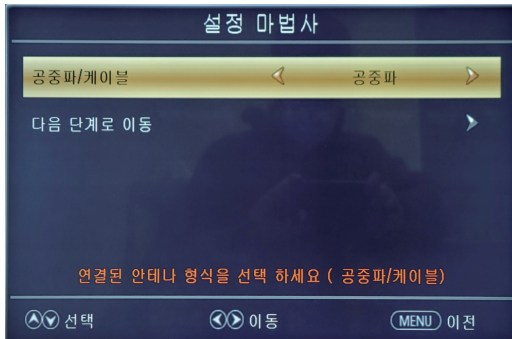 설정 마법사
공중파/케이블 공중파
다음 단계로 이동
연결된 안테나 형식을 선택 하세요 ( 공중파/케이블)
선택 이동 MENU 이전